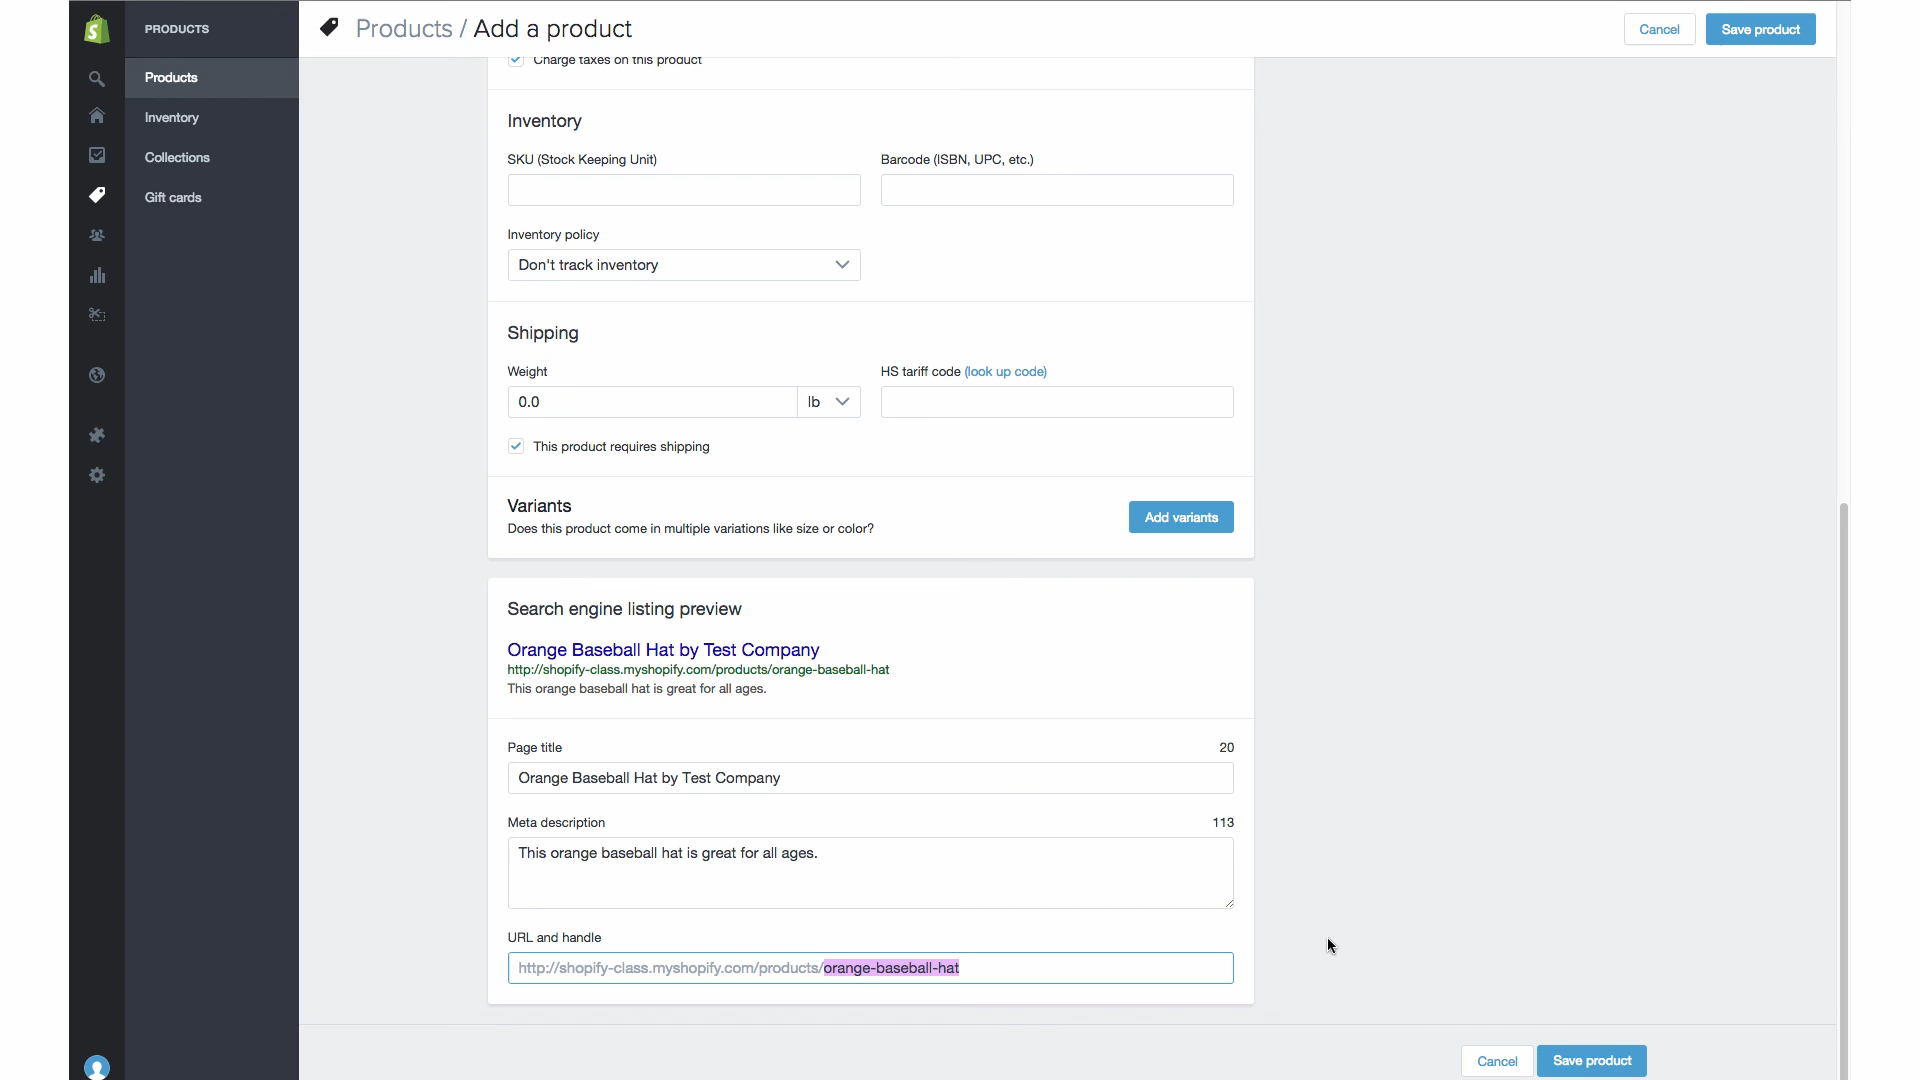 PRODUCTS
Products / Add a product
Cancel
Save product
Products
Inventory
Collections
Gift cards
Charge taxes on this product
Inventory
SKU (Stock Keeping Unit)
Barcode (ISBN, UPC, etc.)
Inventory policy
Don't track inventory
Shipping
Weight
HS tariff code (look up code)
0.0
lb
This product requires shipping
Variants
Does this product come in multiple variations like size or color?
Add variants
Search engine listing preview
Orange Baseball Hat by Test Company
http://shopify-class.myshopify.com/products/orange-baseball-hat
This orange baseball hat is great for all ages.
Page title
20
Orange Baseball Hat by Test Company
Meta description
113
This orange baseball hat is great for all ages.
URL and handle
http://shopify-class.myshopify.com/products/orange-baseball-hat
Cancel
Save product